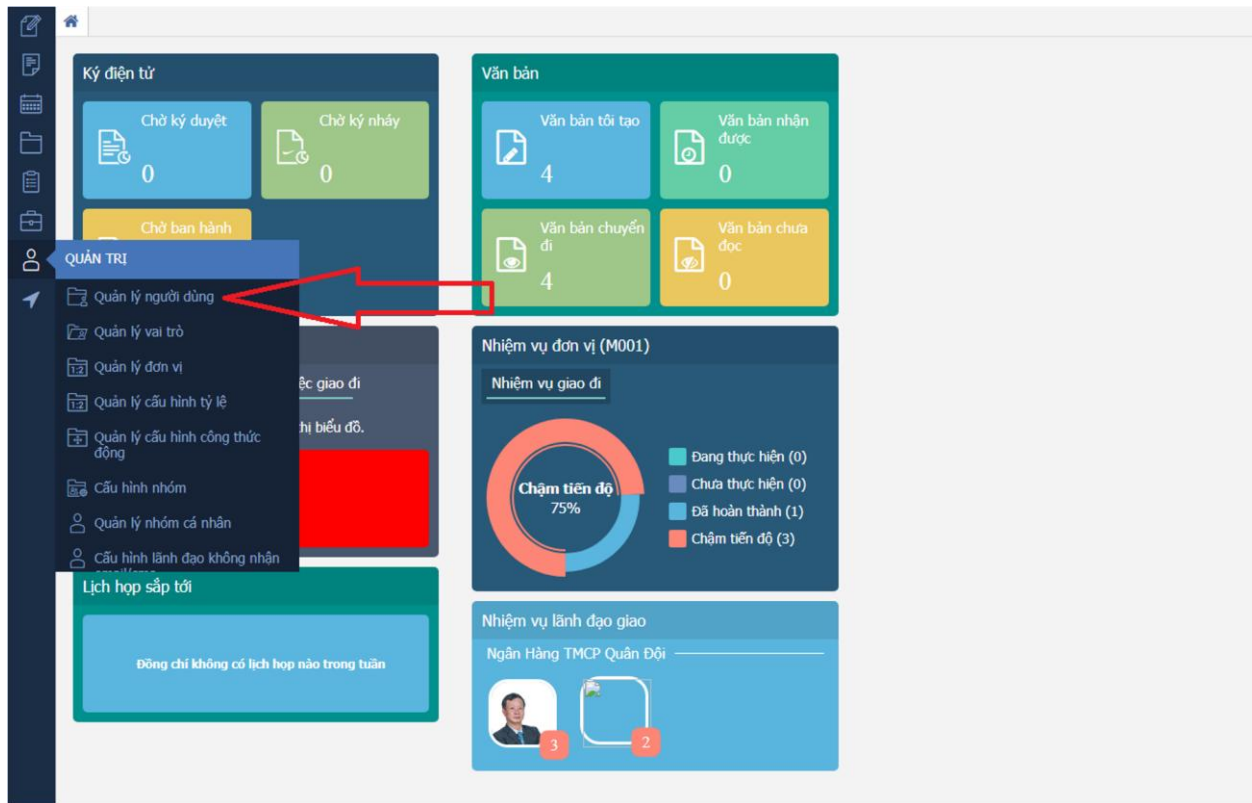 Ký điện tử
Chờ ký duyệt
0
Chờ ký nháy
0
Chờ ban hành
Văn bản
Văn bản tôi tạo
4
Văn bản nhận
được
0
Văn bản chuyển
đi
4
Văn bản chưa
đọc
0
QUẢN TRỊ
Quản lý người dùng
Quản lý vai trò
Quản lý đơn vị
Quản lý cấu hình tỷ lệ
Quản lý cấu hình công thức
động
Cấu hình nhóm
Quản lý nhóm cá nhân
Cấu hình lãnh đạo không nhận
giao đi
thị biểu đồ.
Nhiệm vụ đơn vị (M001)
Nhiệm vụ giao đi
Chậm tiến độ
75%
Đang thực hiện (0)
Chưa thực hiện (0)
Đã hoàn thành (1)
Chậm tiến độ (3)
Lịch họp sắp tới
Đồng chí không có lịch họp nào trong tuần
Nhiệm vụ lãnh đạo giao
Ngân Hàng TMCP Quân Đội
3
2